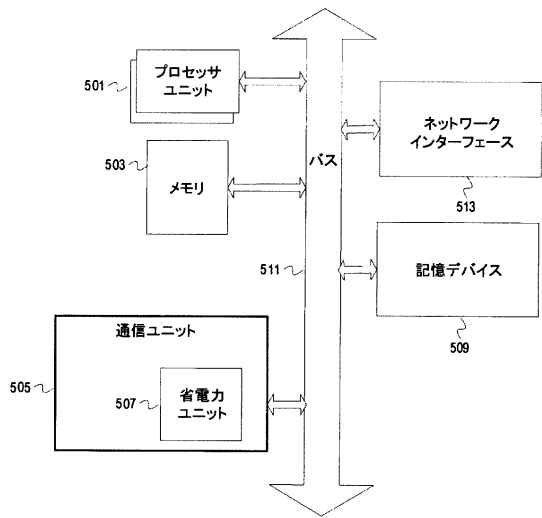 プロセッサ
ユニット
501
503
メモリ
バス
511
ネットワーク
インターフェース
513
記憶デバイス
509
通信ユニット
505
507
省電力
ユニット